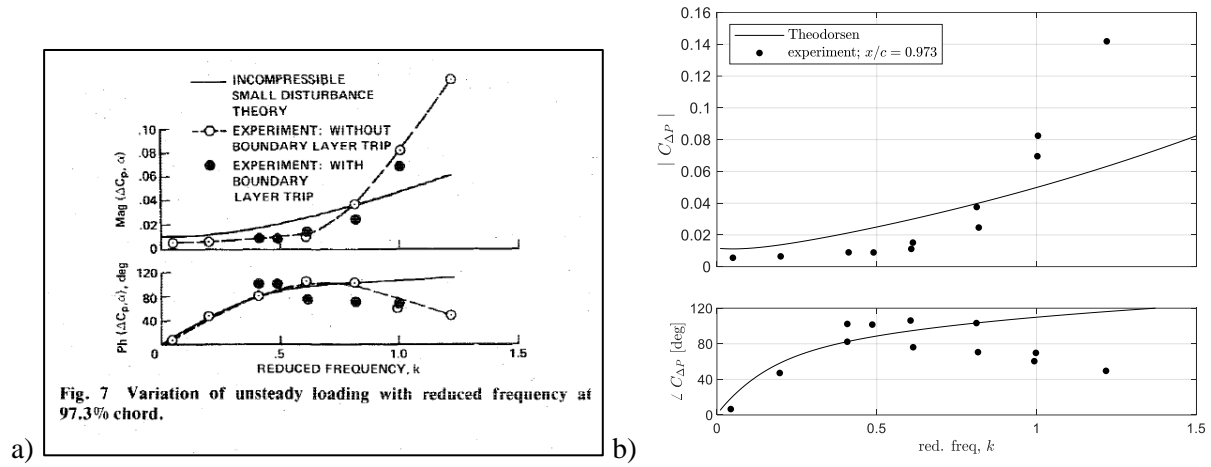 INCOMPRESSIBLE
SMALL DISTURBANCE
THEORY
EXPERIMENT: WITHOUT
BOUNDARY LAYER TRIP
EXPERIMENT: WITH
BOUNDARY
LAYER TRIP
Mag (ΔCp, α)
.10
.08
.06
.04
.02
0
Ph (ΔCp, α), deg
120
80
40
0
.5
1.0
1.5
REDUCED FREQUENCY, k
Fig. 7 Variation of unsteady loading with reduced frequency at
97.3% chord.
a)
Theodorsen
experiment; x/c = 0.973
| C_ΔP |
0.16
0.14
0.12
0.1
0.08
0.06
0.04
0.02
0
∠ C_ΔP [deg]
120
80
40
0
0.5
1
1.5
red. freq, k
b)